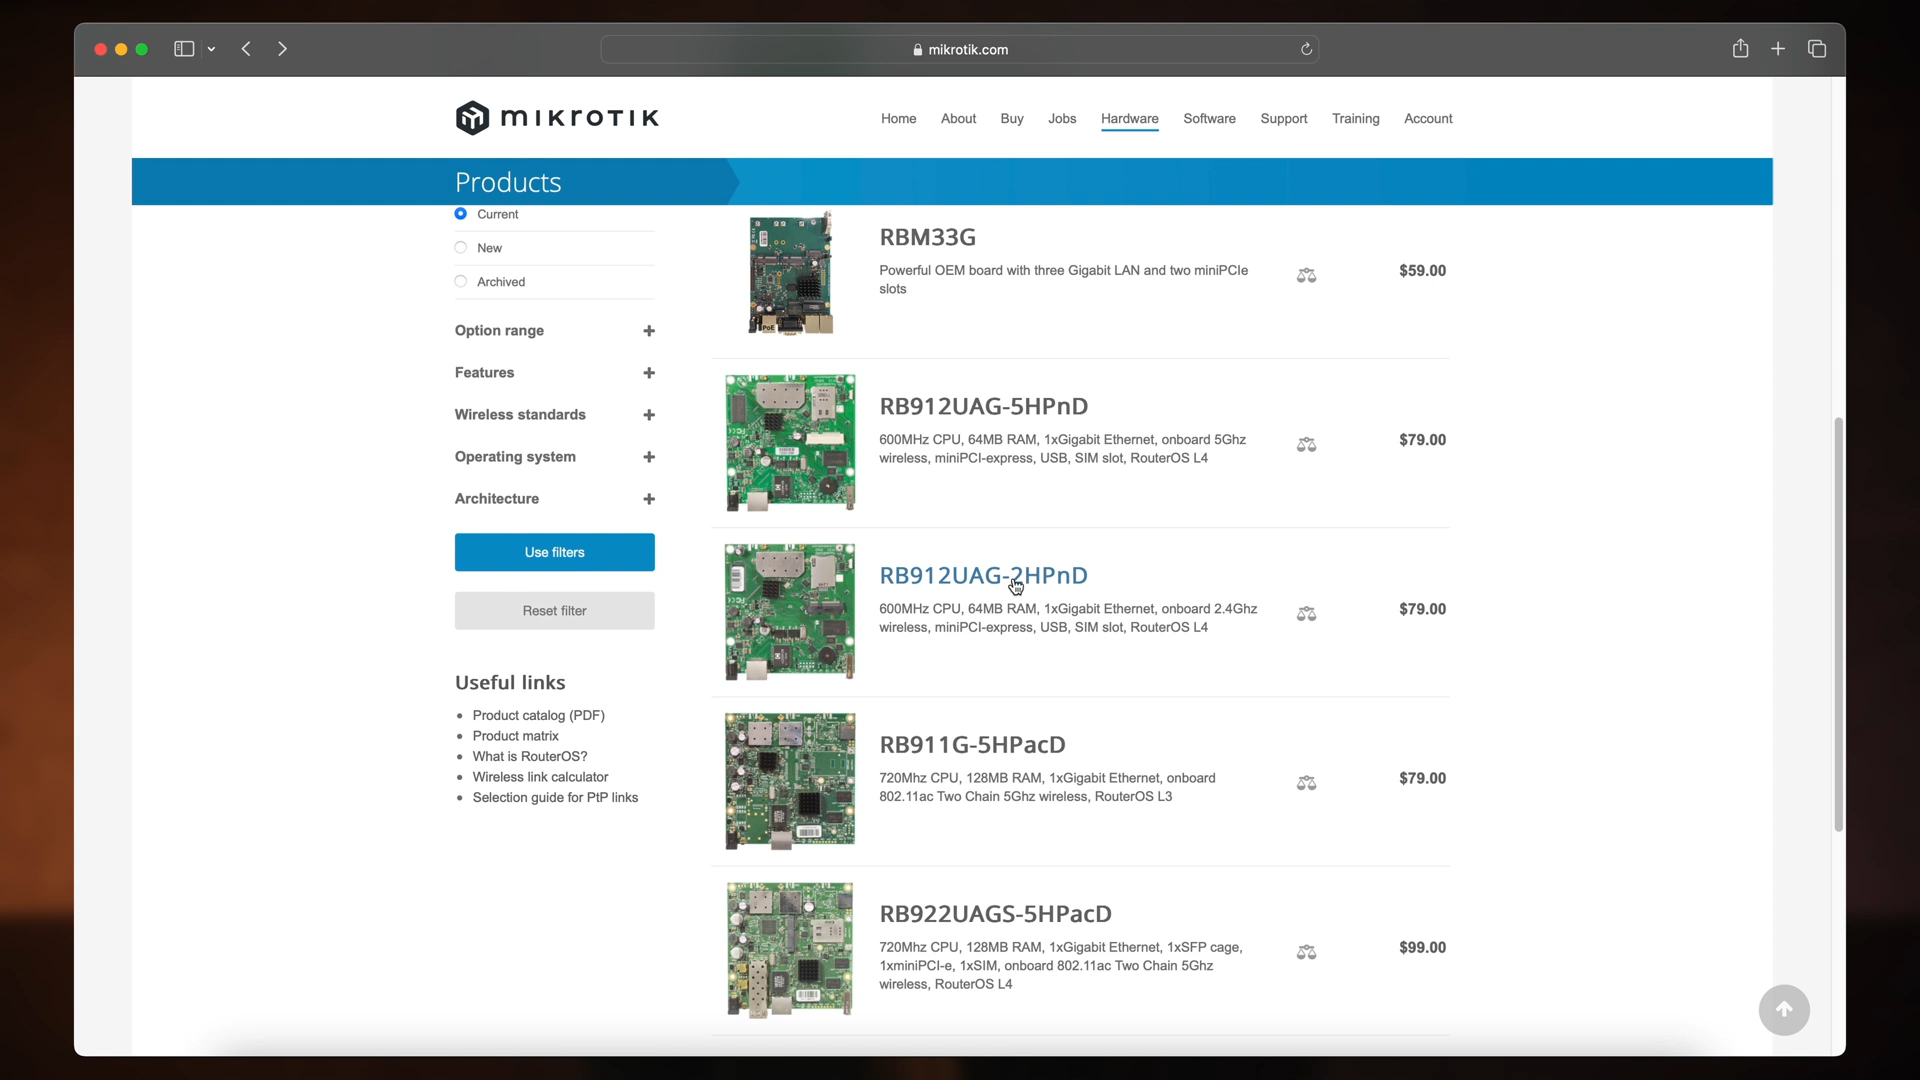 mikrotik.com
mikroTik
Home About Buy Jobs Hardware Software Support Training Account
Products
Current
New
Archived
Option range
Features
Wireless standards
Operating system
Architecture
Use filters
Reset filter
Useful links
Product catalog (PDF)
Product matrix
What is RouterOS?
Wireless link calculator
Selection guide for PtP links
RBM33G
Powerful OEM board with three Gigabit LAN and two miniPCIe
slots
$59.00
RB912UAG-5HPnD
600MHz CPU, 64MB RAM, 1xGigabit Ethernet, onboard 5Ghz
wireless, miniPCI-express, USB, SIM slot, RouterOS L4
$79.00
RB912UAG-2HPnD
600MHz CPU, 64MB RAM, 1xGigabit Ethernet, onboard 2.4Ghz
wireless, miniPCI-express, USB, SIM slot, RouterOS L4
$79.00
RB911G-5HPacD
720Mhz CPU, 128MB RAM, 1xGigabit Ethernet, onboard
802.11ac Two Chain 5Ghz wireless, RouterOS L3
$79.00
RB922UAGS-5HPacD
720Mhz CPU, 128MB RAM, 1xGigabit Ethernet, 1xSFP cage,
1xminiPCI-e, 1xSIM, onboard 802.11ac Two Chain 5Ghz
wireless, RouterOS L4
$99.00